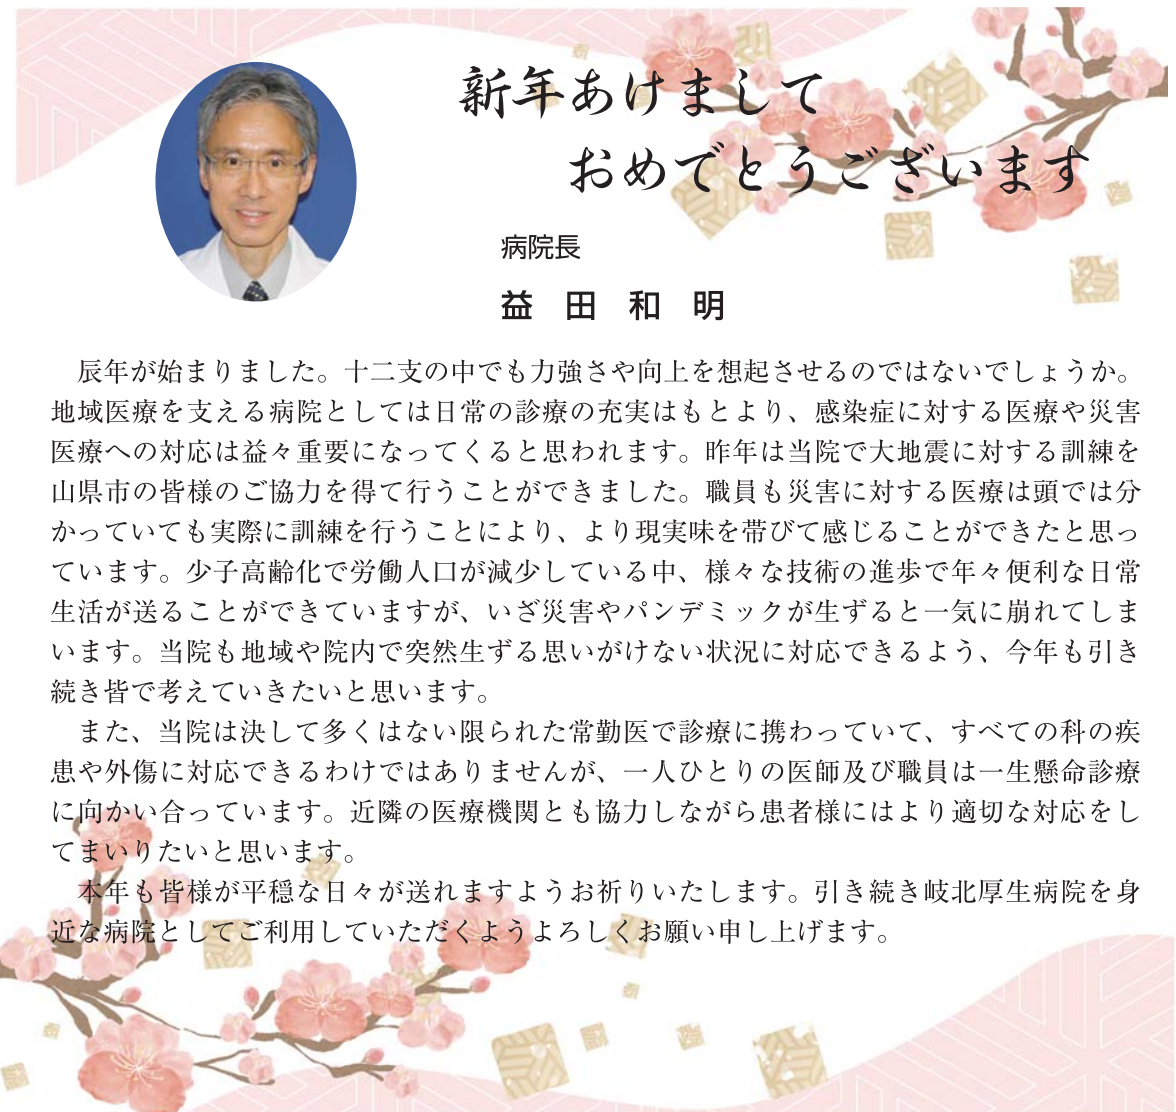 新年あけまして
おめでとうございます
病院長
益田和明
辰年が始まりました。十二支の中でも力強さや向上を想起させるのではないでしょうか。
地域医療を支える病院としては日常の診療の充実はもとより、感染症に対する医療や災害
医療への対応は益々重要になってくると思われます。昨年は当院で大地震に対する訓練を
山県市の皆様のご協力を得て行うことができました。職員も災害に対する医療は頭では分
かっていても実際に訓練を行うことにより、より現実味を帯びて感じることができたと思っ
ています。少子高齢化で労働人口が減少している中、様々な技術の進歩で年々便利な日常
生活が送ることができていますが、いざ災害やパンデミックが生ずると一気に崩れてしま
います。当院も地域や院内で突然生ずる思いがけない状況に対応できるよう、今年も引き
続き皆で考えていきたいと思います。
また、当院は決して多くはない限られた常勤医で診療に携わっていて、すべての科の疾
患や外傷に対応できるわけではありませんが、一人ひとりの医師及び職員は一生懸命診療
に向かい合っています。近隣の医療機関とも協力しながら患者様にはより適切な対応をし
てまいりたいと思います。
本年も皆様が平穏な日々が送れますようお祈りいたします。引き続き岐北厚生病院を身
近な病院としてご利用していただくようよろしくお願い申し上げます。